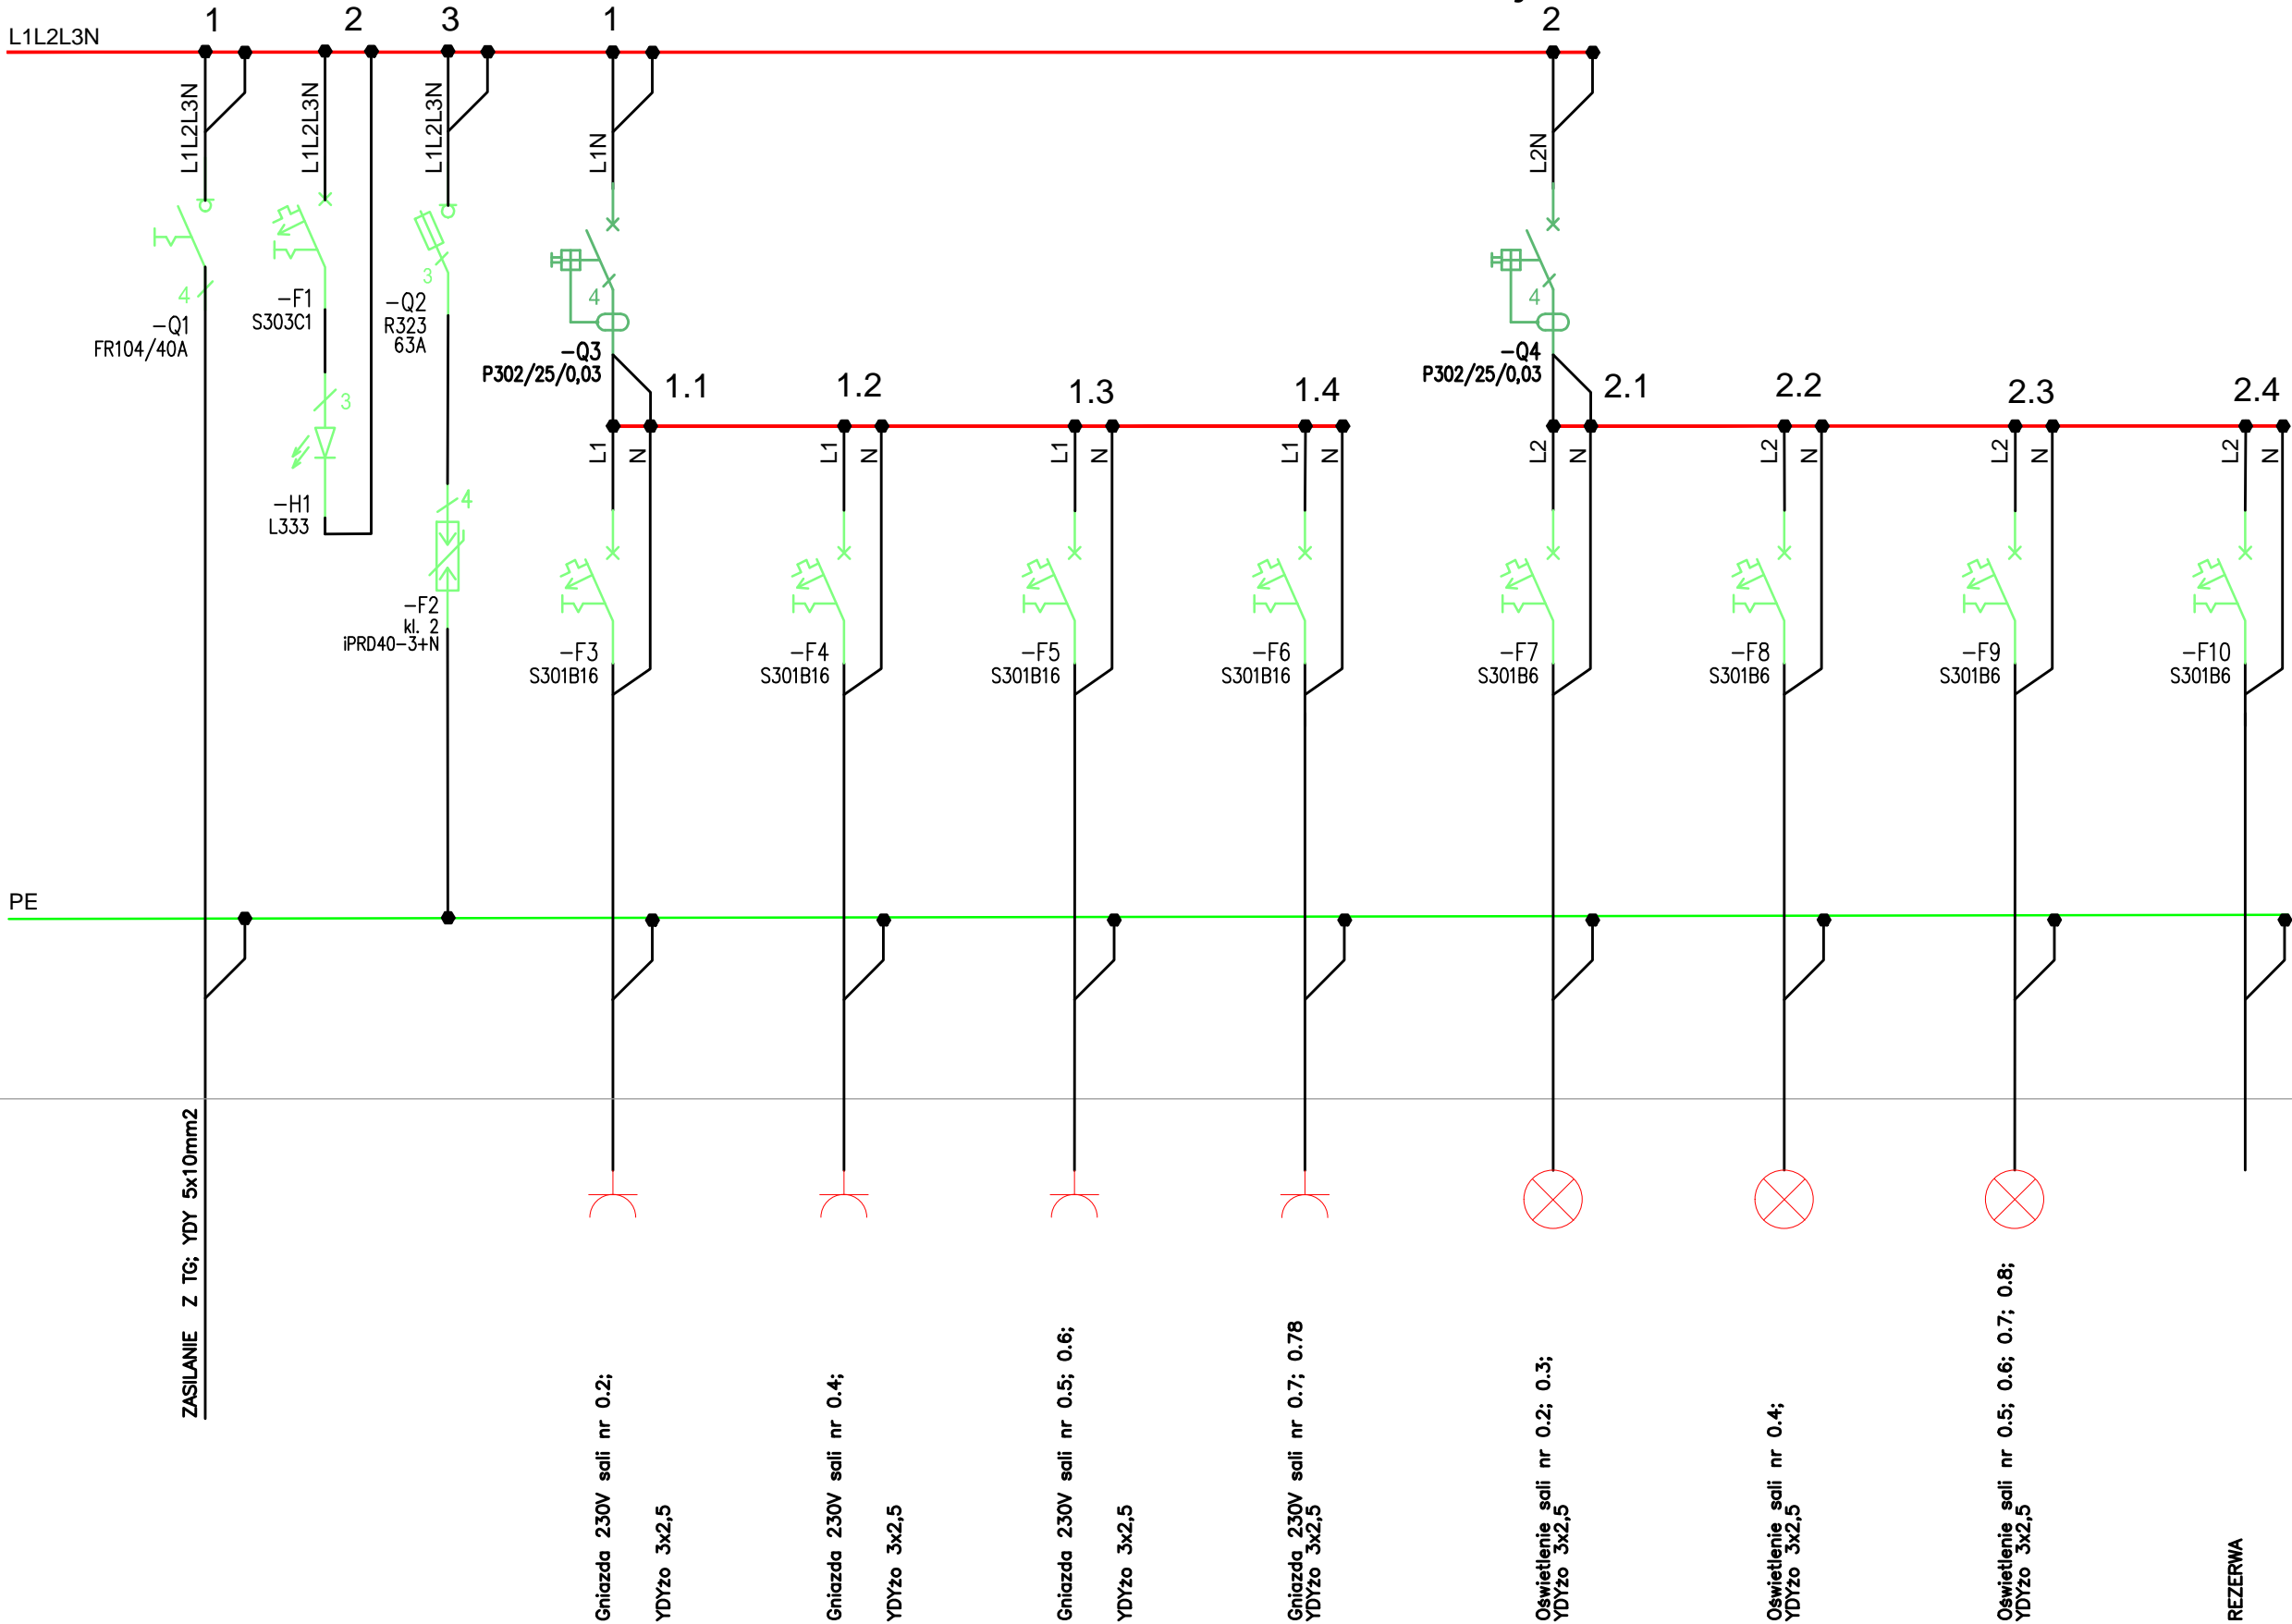 L1L2L3N
1
2
3
1
2
L1L2L3N
L1L2L3N
L1L2L3N
L1N
L2N
4
-Q1
FR104/40A
-F1
S303C1
3
-H1
L333
3
-Q2
R323
63A
4
-F2
kl. 2
iPRD40-3+N
4
-Q3
P302/25/0,03
4
-Q4
P302/25/0,03
1.1
1.2
1.3
1.4
2.1
2.2
2.3
2.4
L1
N
L1
N
L1
N
L1
N
L2
N
L2
N
L2
N
L2
N
-F3
S301B16
-F4
S301B16
-F5
S301B16
-F6
S301B16
-F7
S301B6
-F8
S301B6
-F9
S301B6
-F10
S301B6
PE
ZASILANIE Z TG; YDY 5x10mm2
Gniazda 230V sali nr 0.2;
YDYżo 3x2,5
Gniazda 230V sali nr 0.4;
YDYżo 3x2,5
Gniazda 230V sali nr 0.5; 0.6;
YDYżo 3x2,5
Gniazda 230V sali nr 0.7; 0.78
YDYżo 3x2,5
Oświetlenie sali nr 0.2; 0.3;
YDYżo 3x2,5
Oświetlenie sali nr 0.4;
YDYżo 3x2,5
Oświetlenie sali nr 0.5; 0.6; 0.7; 0.8;
YDYżo 3x2,5
REZERWA